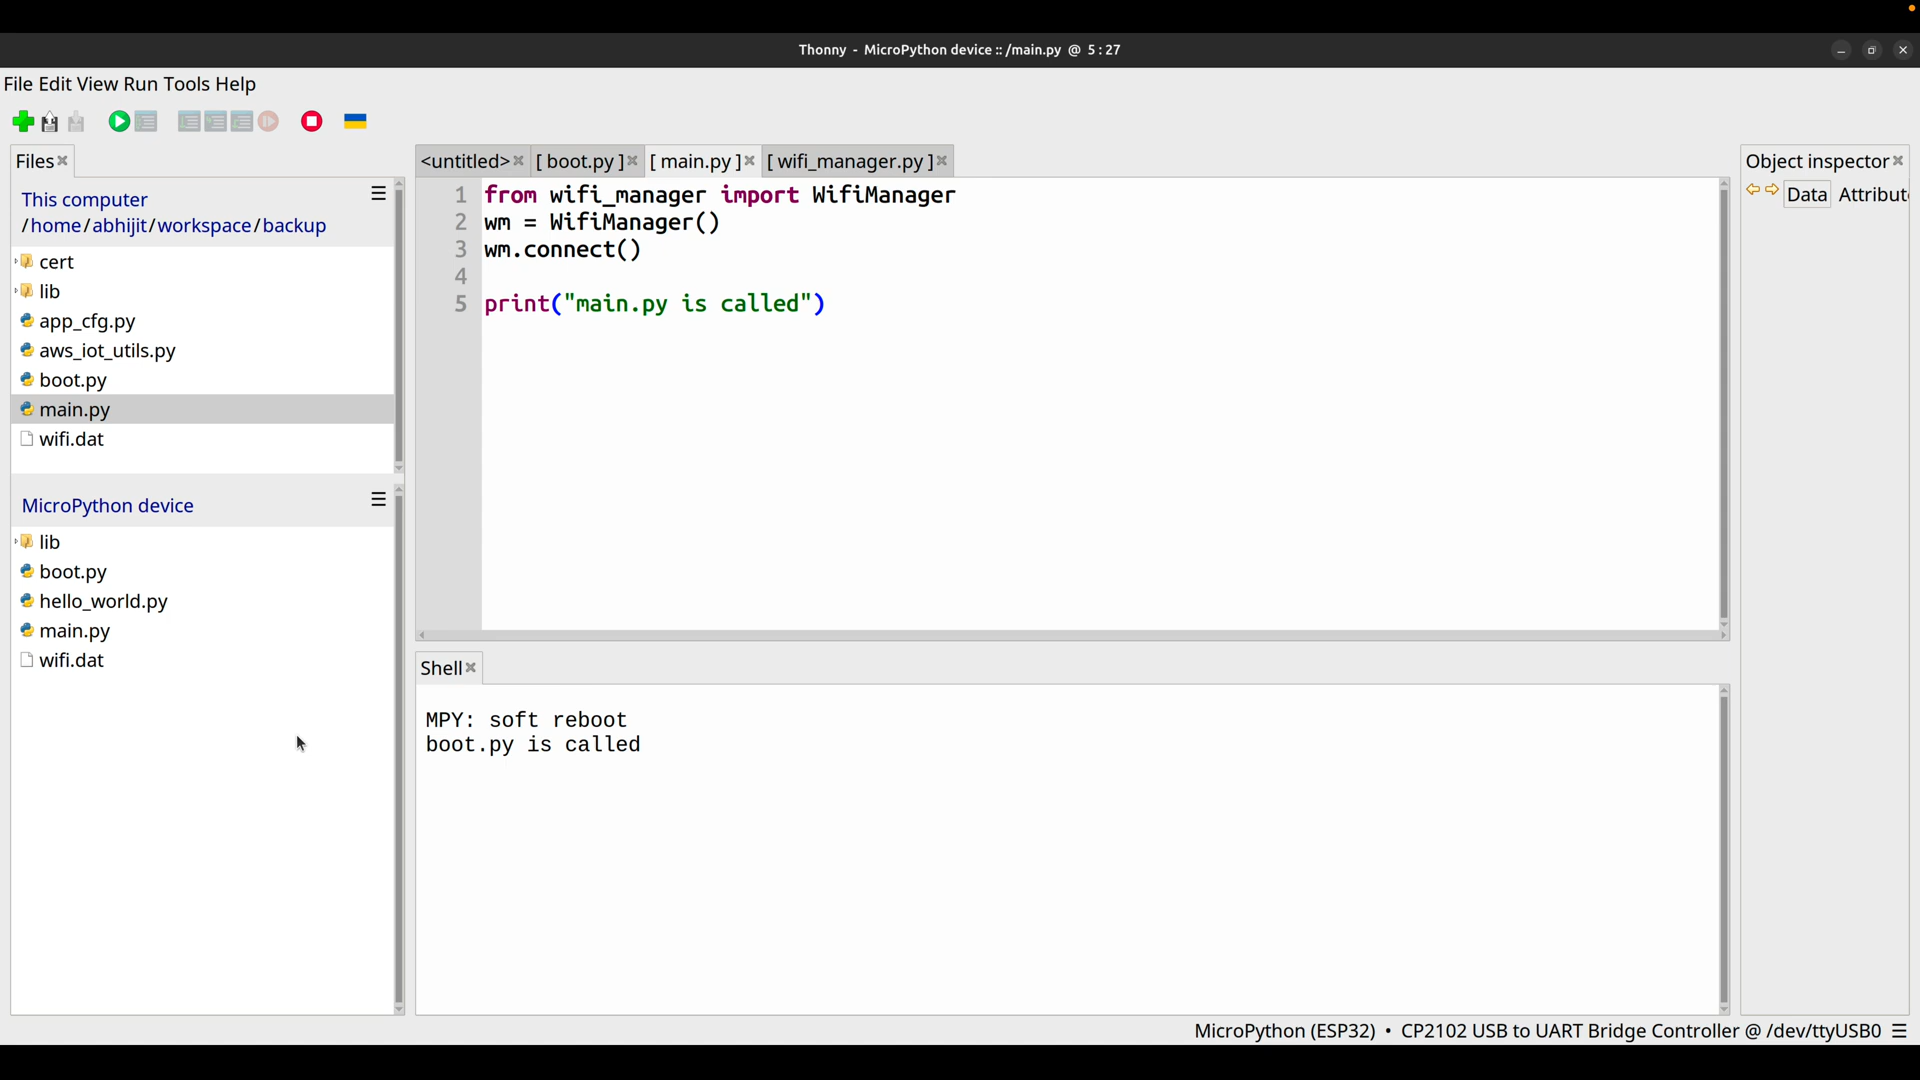 Thonny - MicroPython device :: /main.py @ 5:27
File Edit View Run Tools Help
Files
This computer
/home/abhijit/workspace/backup
cert
lib
app_cfg.py
aws_iot_utils.py
boot.py
main.py
wifi.dat
MicroPython device
lib
boot.py
hello_world.py
main.py
wifi.dat
<untitled> [ boot.py ] [ main.py ] [ wifi_manager.py ]
1 from wifi_manager import WifiManager
2 wm = WifiManager()
3 wm.connect()
4
5 print("main.py is called")
Shell
MPY: soft reboot
boot.py is called
Object inspector
Data Attribut
MicroPython (ESP32) • CP2102 USB to UART Bridge Controller @ /dev/ttyUSB0 ☰